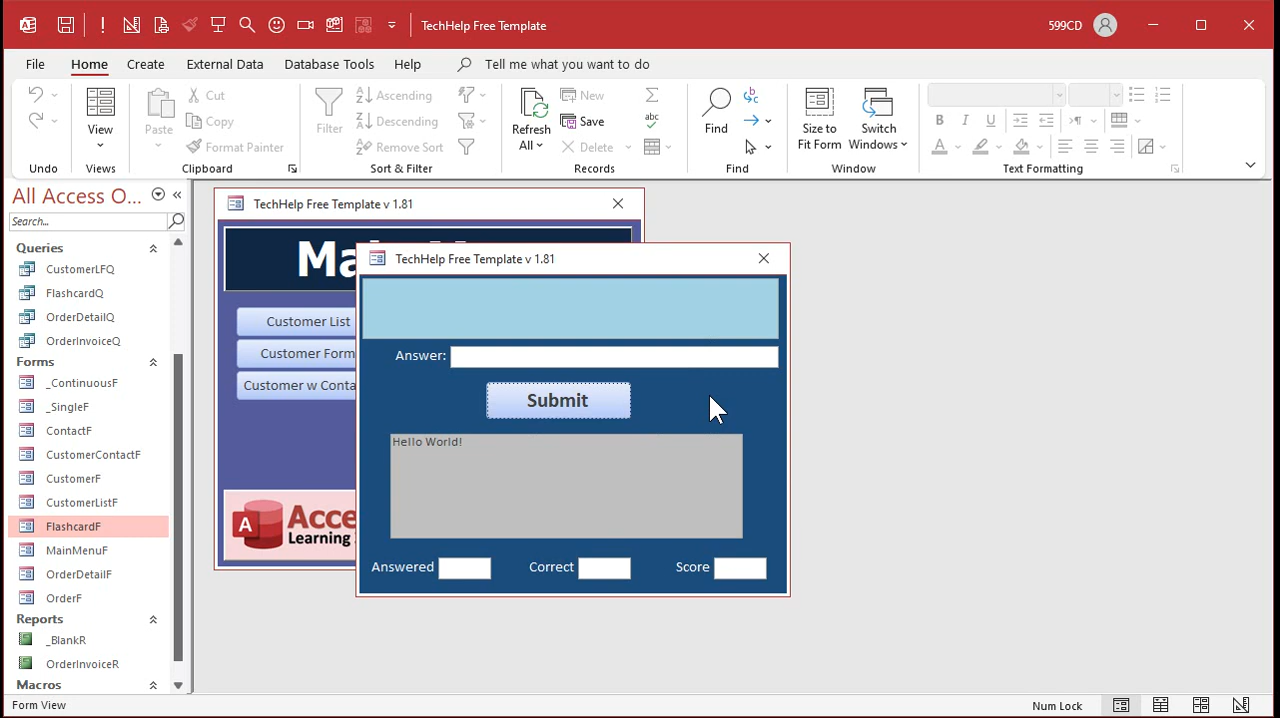 TechHelp Free Template
599CD
File Home Create External Data Database Tools Help Tell me what you want to do
View
Paste
Cut
Copy
Format Painter
Filter
Ascending
Descending
Remove Sort
Refresh All
New
Save
Delete
Find
Size to Fit Form
Switch Windows
Undo Views Clipboard Sort & Filter Records Find Window Text Formatting
All Access O...
Search...
Queries
CustomerLFQ
FlashcardQ
OrderDetailQ
OrderInvoiceQ
Forms
_ContinuousF
_SingleF
ContactF
CustomerContactF
CustomerF
CustomerListF
FlashcardF
MainMenuF
OrderDetailF
OrderF
Reports
_BlankR
OrderInvoiceR
Macros
TechHelp Free Template v 1.81
Customer List
Customer Form
Customer w Conta
Learning
TechHelp Free Template v 1.81
Answer:
Submit
Hello World!
Answered Correct Score
Form View
Num Lock